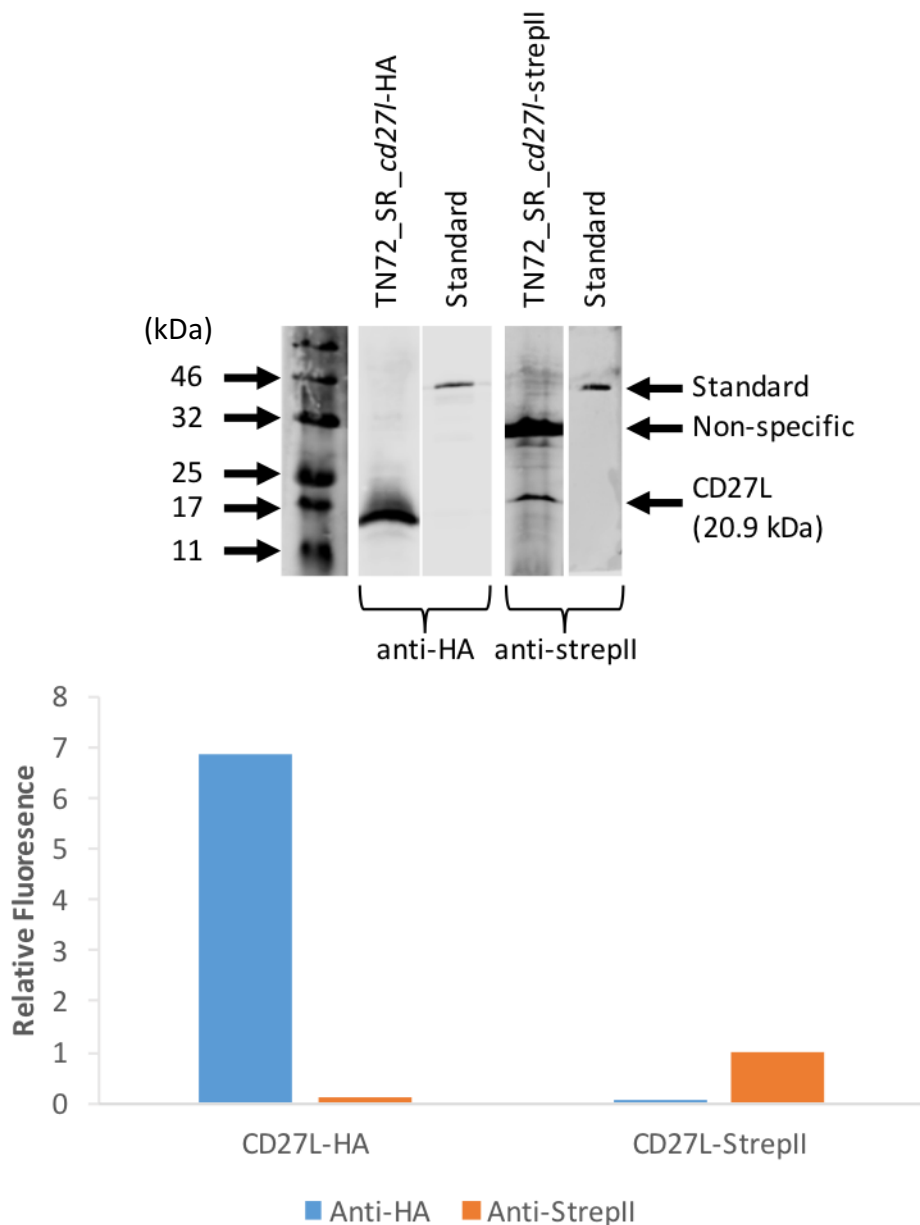 TN72_SR_cd27l-HA
Standard
TN72_SR_cd27l-strepII
Standard
(kDa)
46
32
25
17
11
Standard
Non-specific
CD27L
(20.9 kDa)
anti-HA
anti-strepII
8
7
6
5
4
3
2
1
0
Relative Fluoresence
CD27L-HA
CD27L-StrepII
Anti-HA
Anti-StrepII